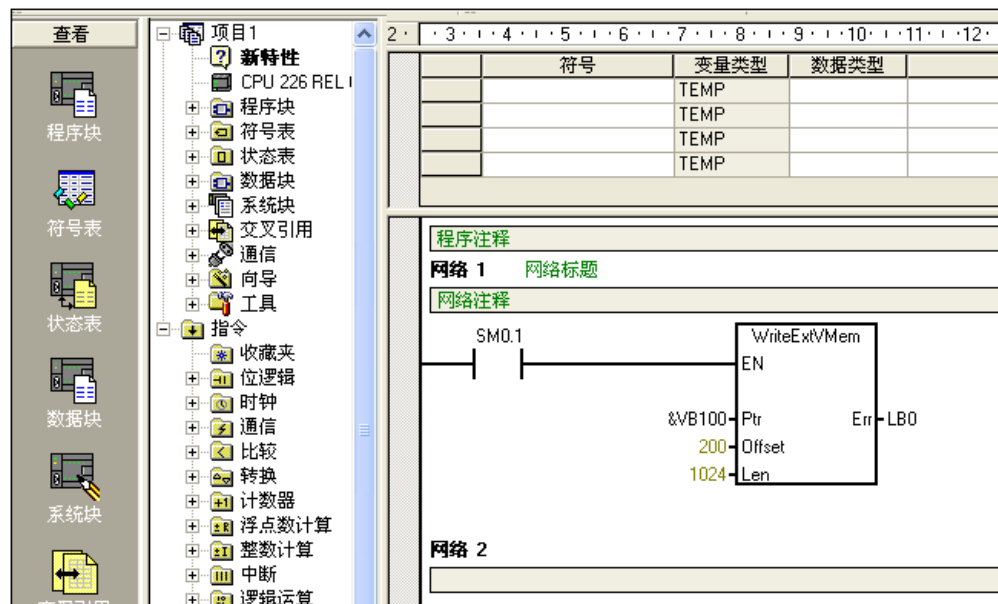 查看
程序块
符号表
状态表
数据块
系统块
项目1
新特性
CPU 226 REL
程序块
符号表
状态表
数据块
系统块
交叉引用
通信
向导
工具
指令
收藏夹
位逻辑
时钟
通信
比较
转换
计数器
浮点数计算
整数计算
中断
逻辑运算
2 · · 3 · · 4 · · 5 · · 6 · · 7 · · 8 · · 9 · · 10 · · 11 · · 12 ·
符号 变量类型 数据类型
TEMP
TEMP
TEMP
TEMP
程序注释
网络 1 网络标题
网络注释
SM0.1 WriteExtVMem
EN
&VB100 Ptr Err LB0
200 Offset
1024 Len
网络 2